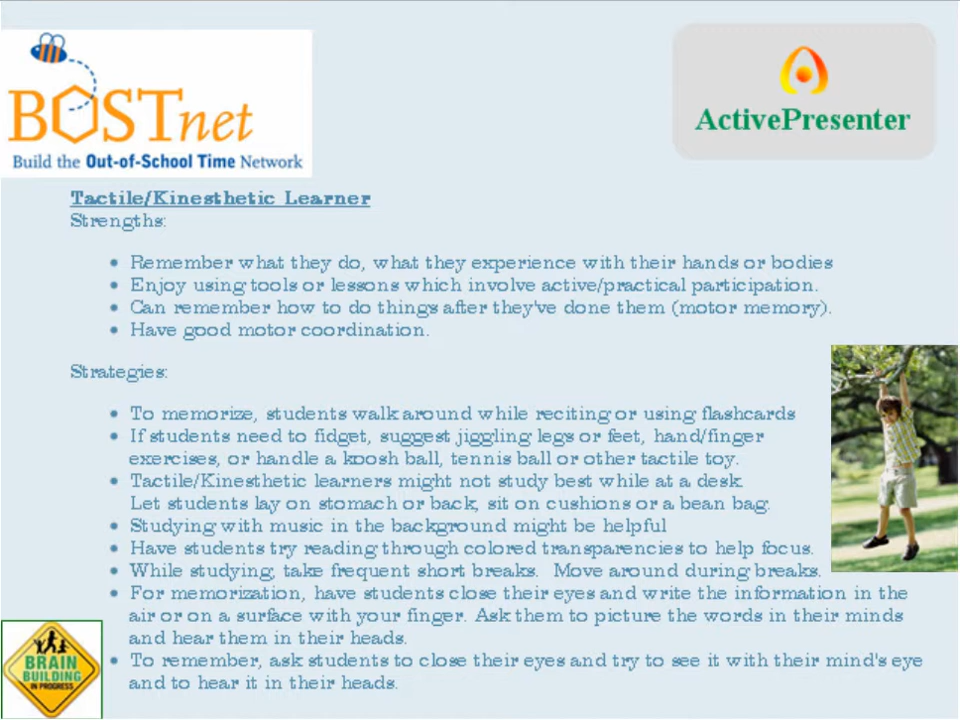 BOSTnet
Build the Out-of-School Time Network
ActivePresenter
Tactile/Kinesthetic Learner
Strengths:
• Remember what they do, what they experience with their hands or bodies
• Enjoy using tools or lessons which involve active/practical participation.
• Can remember how to do things after they've done them (motor memory).
• Have good motor coordination.
Strategies:
• To memorize, students walk around while reciting or using flashcards
• If students need to fidget, suggest jiggling legs or feet, hand/finger
exercises, or handle a koosh ball, tennis ball or other tactile toy.
• Tactile/Kinesthetic learners might not study best while at a desk.
Let students lay on stomach or back, sit on cushions or a bean bag.
• Studying with music in the background might be helpful
• Have students try reading through colored transparencies to help focus.
• While studying, take frequent short breaks. Move around during breaks.
• For memorization, have students close their eyes and write the information in the
air or on a surface with your finger. Ask them to picture the words in their minds
and hear them in their heads.
• To remember, ask students to close their eyes and try to see it with their mind's eye
and to hear it in their heads.
BRAIN
BUILDING
IN PROGRESS